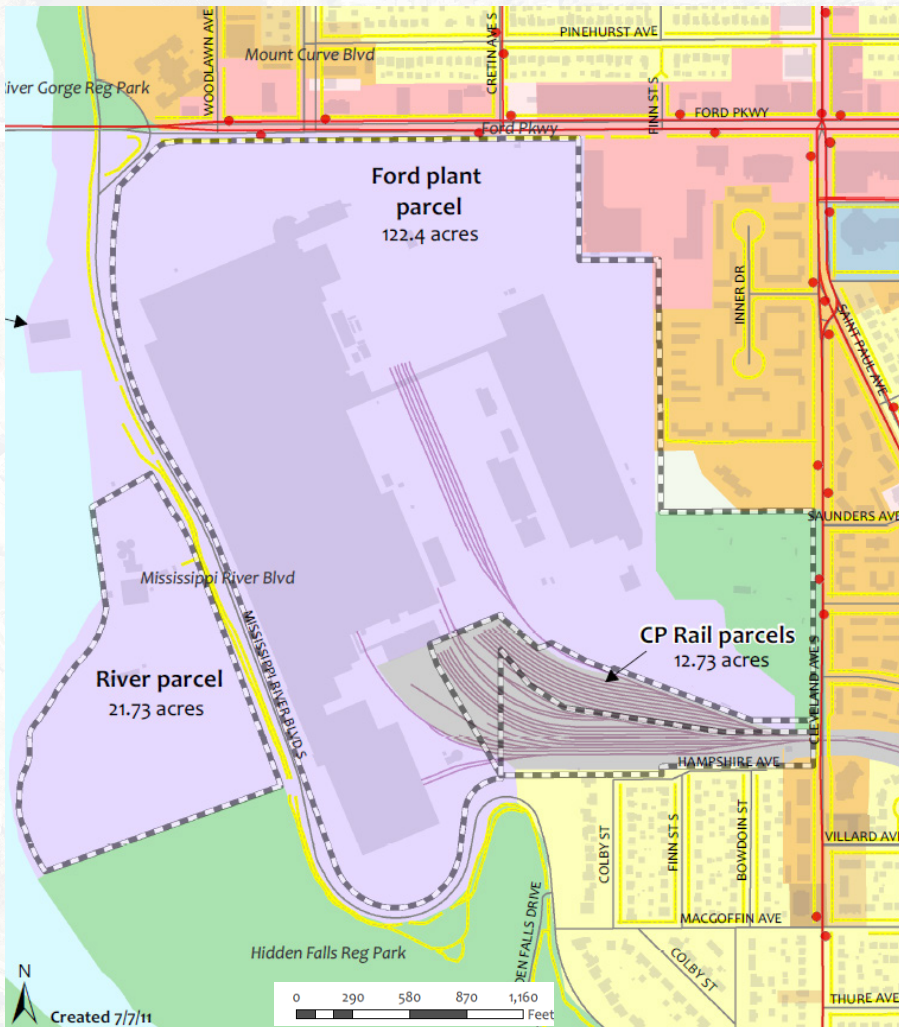 PINEHURST AVE
WOODLAWN AVE
Mount Curve Blvd
CRETIN AVE S
iver Gorge Reg Park
FINN ST S
FORD PKWY
Ford Pkwy
Ford plant
parcel
122.4 acres
INNER DR
SAINT PAUL AVE
SAUNDERS AVE
Mississippi River Blvd
MISSISSIPPI RIVER BLVD S
CP Rail parcels
12.73 acres
River parcel
21.73 acres
CLEVELAND AVE S
HAMPSHIRE AVE
COLBY ST
FINN ST S
BOWDOIN ST
VILLARD AVE
MACGOFFIN AVE
DEN FALLS DRIVE
Hidden Falls Reg Park
COLBY ST
THURE AVE
N
Created 7/7/11
0 290 580 870 1,160
Feet